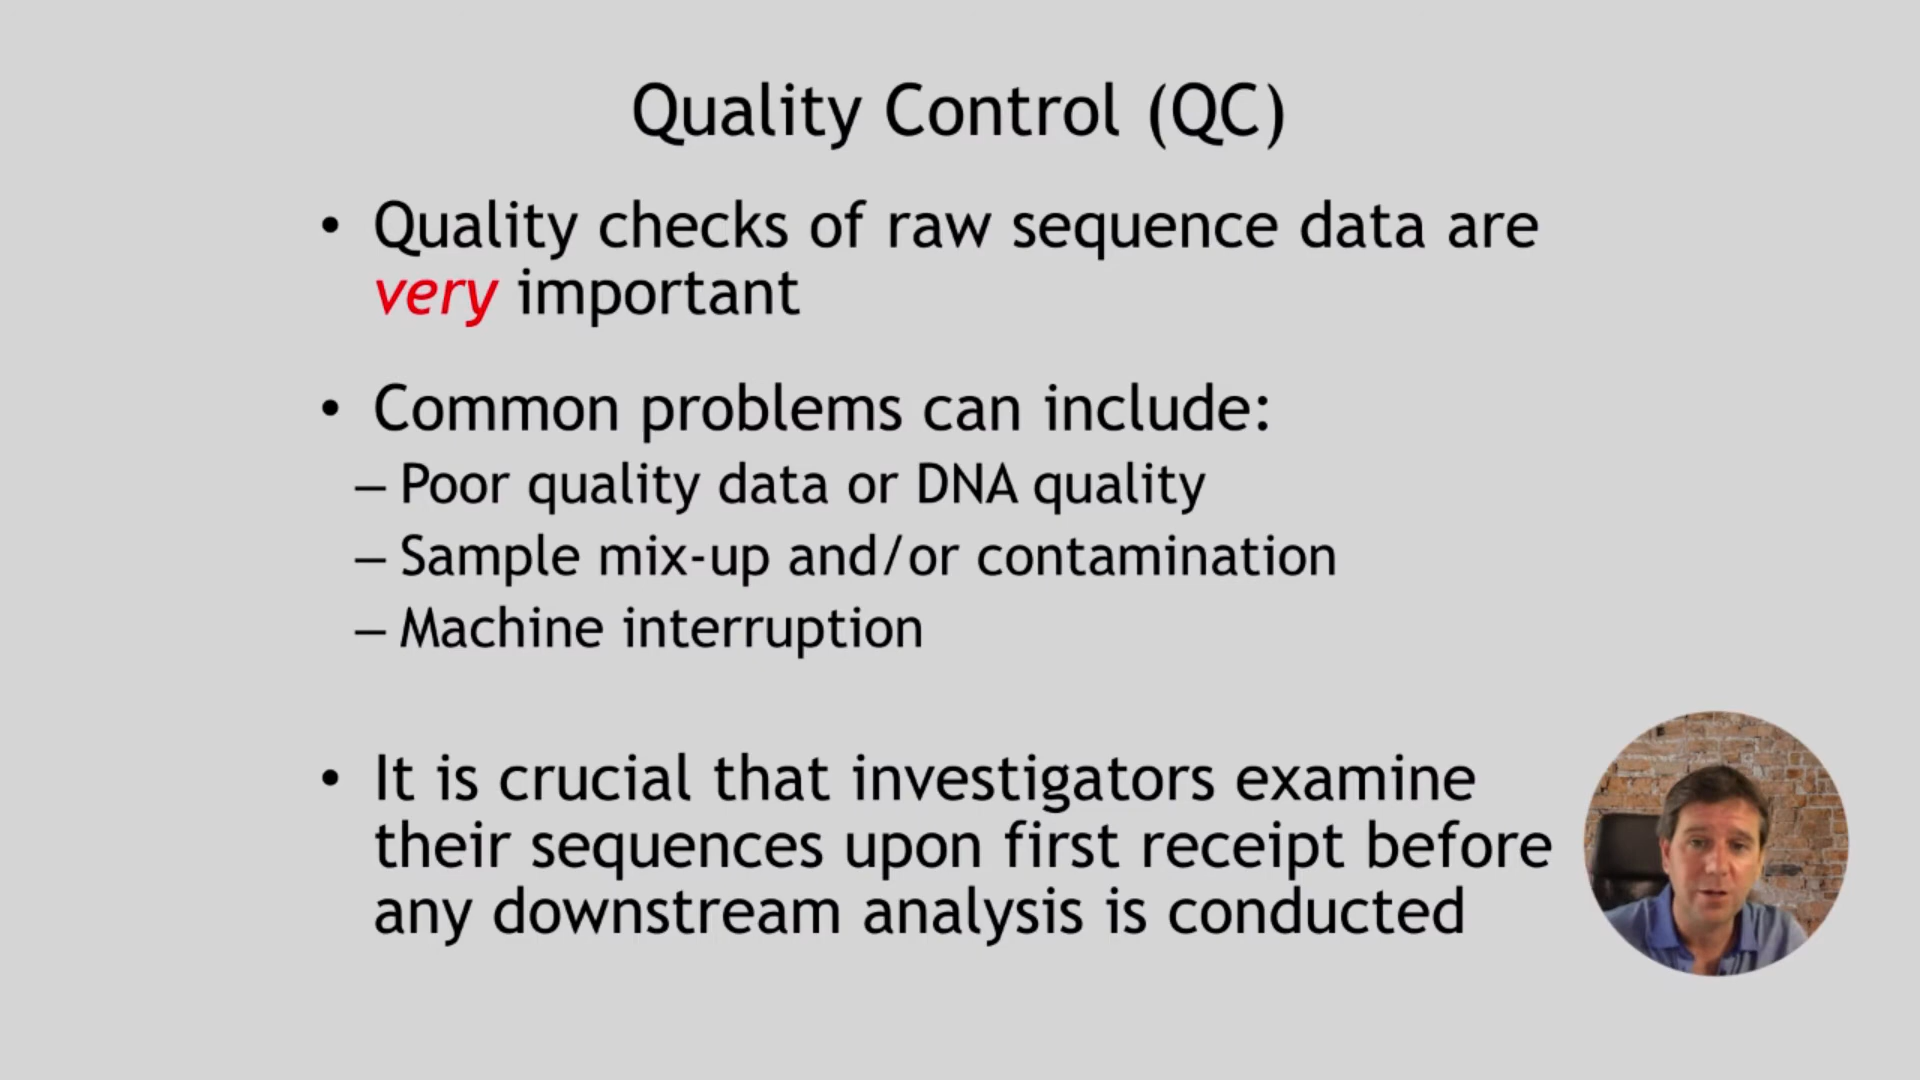 Quality Control (QC)
• Quality checks of raw sequence data are
very important
• Common problems can include:
– Poor quality data or DNA quality
– Sample mix-up and/or contamination
– Machine interruption
• It is crucial that investigators examine
their sequences upon first receipt before
any downstream analysis is conducted